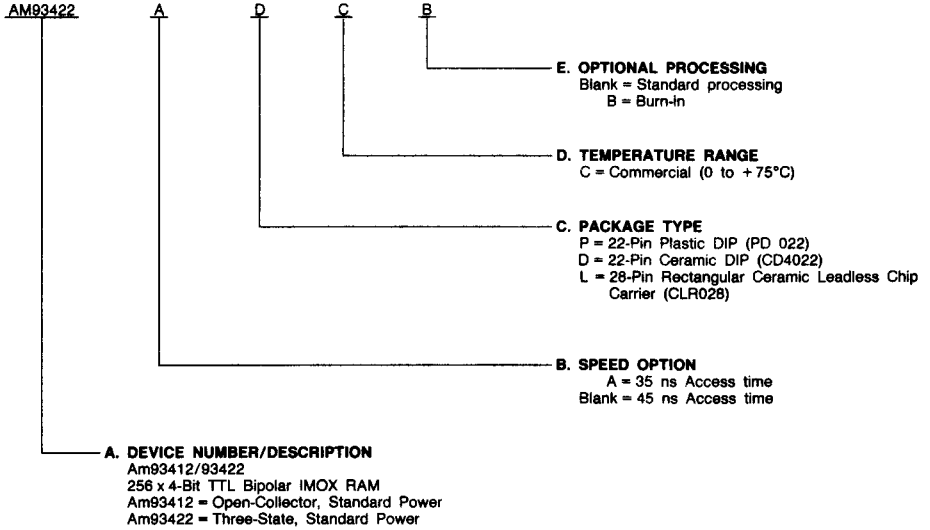 AM93422 A D C B
E. OPTIONAL PROCESSING
Blank = Standard processing
B = Burn-in
D. TEMPERATURE RANGE
C = Commercial (0 to +75°C)
C. PACKAGE TYPE
P = 22-Pin Plastic DIP (PD 022)
D = 22-Pin Ceramic DIP (CD4022)
L = 28-Pin Rectangular Ceramic Leadless Chip
Carrier (CLR028)
B. SPEED OPTION
A = 35 ns Access time
Blank = 45 ns Access time
A. DEVICE NUMBER/DESCRIPTION
Am93412/93422
256 x 4-Bit TTL Bipolar IMOX RAM
Am93412 = Open-Collector, Standard Power
Am93422 = Three-State, Standard Power